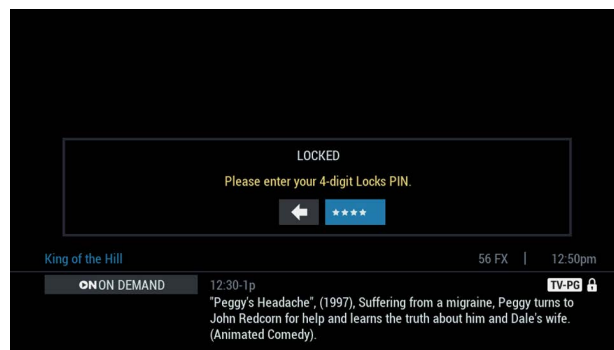 LOCKED
Please enter your 4-digit Locks PIN.
****
King of the Hill 56 FX | 12:50pm
ON ON DEMAND 12:30-1p TV-PG
"Peggy's Headache", (1997), Suffering from a migraine, Peggy turns to
John Redcorn for help and learns the truth about him and Dale's wife.
(Animated Comedy).